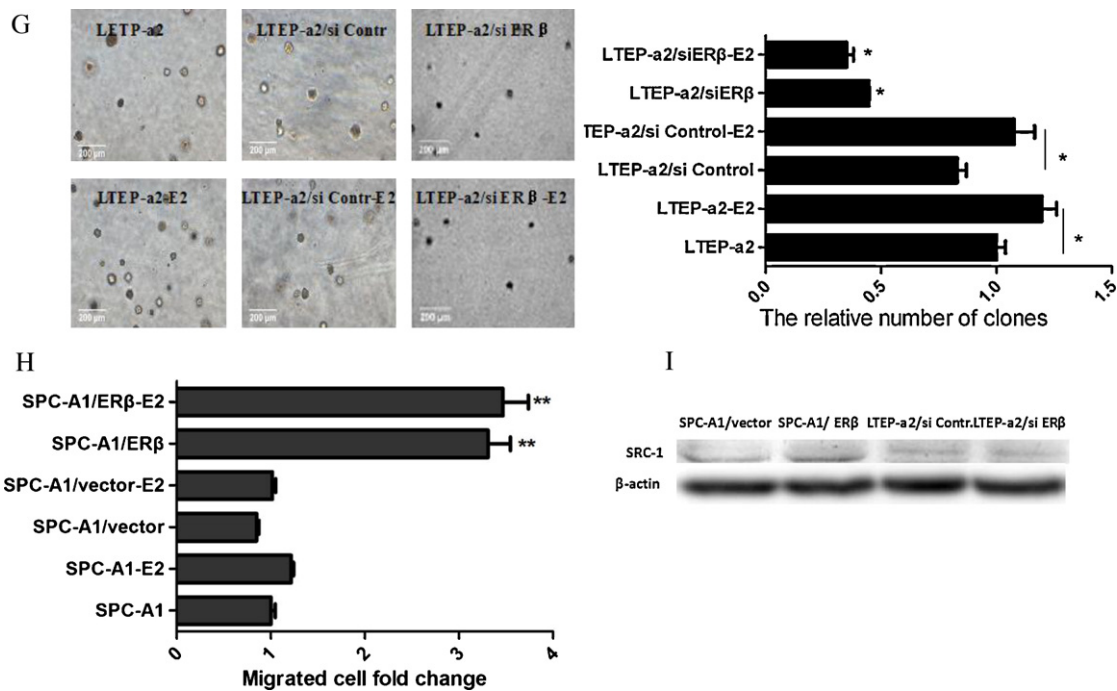 G
LETP-a2
LTEP-a2/si Contr
LTEP-a2/si ERβ
200 μm
200 μm
200 μm
LTEP-a2-E2
LTEP-a2/si Contr-E2
LTEP-a2/si ERβ-E2
200 μm
200 μm
200 μm
LTEP-a2/siERβ-E2
*
LTEP-a2/siERβ
*
TEP-a2/si Control-E2
*
LTEP-a2/si Control
LTEP-a2-E2
*
LTEP-a2
0.0
0.5
1.0
1.5
The relative number of clones
H
SPC-A1/ERβ-E2
**
SPC-A1/ERβ
**
SPC-A1/vector-E2
SPC-A1/vector
SPC-A1-E2
SPC-A1
0
1
2
3
4
Migrated cell fold change
I
SPC-A1/vector SPC-A1/ ERβ LTEP-a2/si Contr.LTEP-a2/si ERβ
SRC-1
β-actin